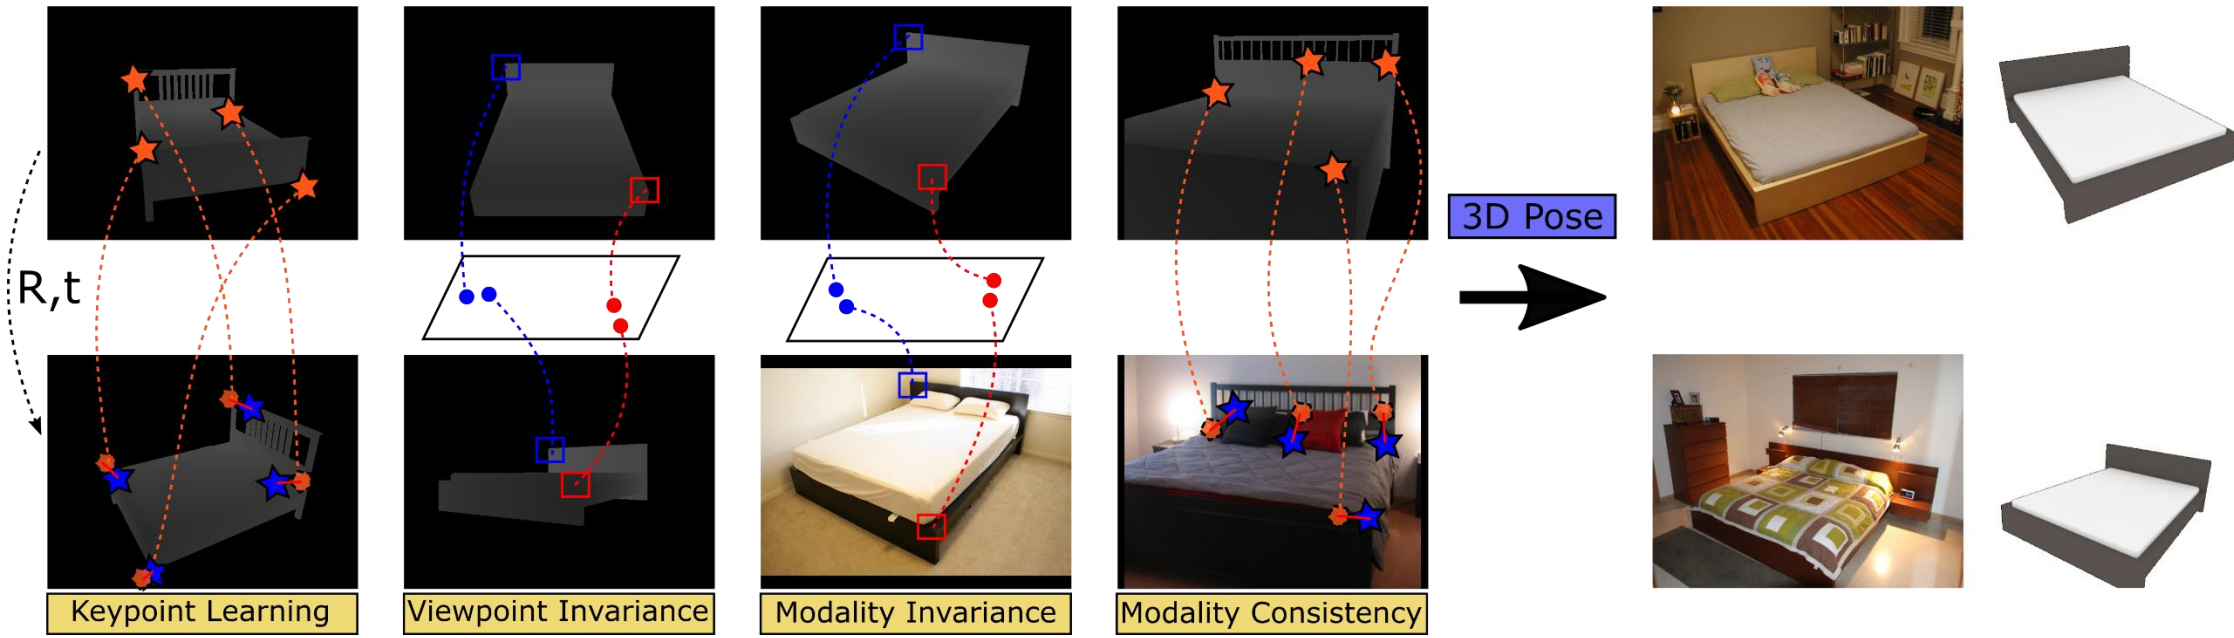 R,t
3D Pose
Keypoint Learning
Viewpoint Invariance
Modality Invariance
Modality Consistency